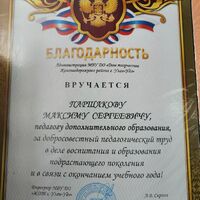 БЛАГОДАРНОСТЬ
Администрация МБУ ДО «Дом творчества
Железнодорожного района г. Улан-Удэ»
ВРУЧАЕТСЯ
ПАРШАКОВУ
МАКСИМУ СЕРГЕЕВИЧУ,
педагогу дополнительного образования,
за добросовестный педагогический труд
в деле воспитания и образования
подрастающего поколения
и в связи с окончанием учебного года!
Директор МБУ ДО
г. Улан-Удэ»